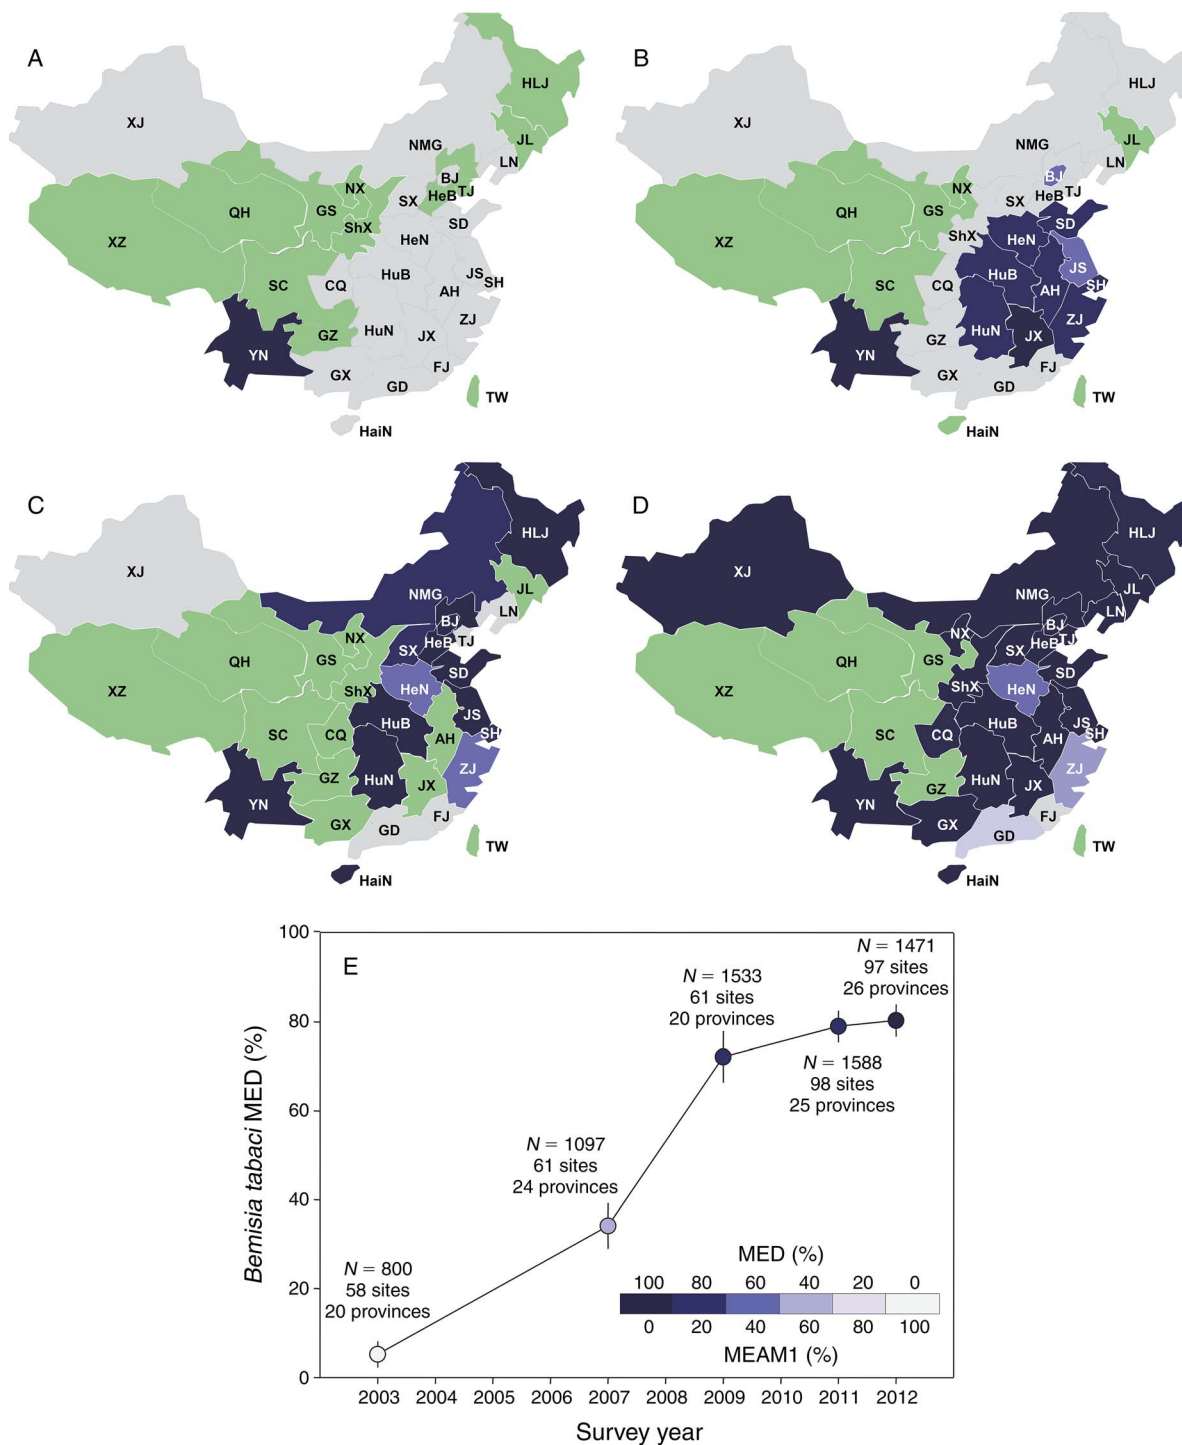 A
HLJ
XJ
NMG
JL
LN
BJ
HeB TJ
NX
SX
QH
GS
ShX
SD
XZ
HeN
SC
CQ
HuB
JS
SH
AH
ZJ
GZ
HuN
JX
YN
FJ
GX
GD
TW
HaiN
B
HLJ
XJ
NMG
JL
LN
BJ
HeB TJ
NX
SX
QH
GS
ShX
SD
XZ
HeN
SC
CQ
HuB
JS
SH
AH
ZJ
GZ
HuN
JX
YN
FJ
GX
GD
TW
HaiN
C
HLJ
XJ
NMG
JL
LN
BJ
HeB TJ
NX
SX
QH
GS
ShX
SD
XZ
HeN
SC
CQ
HuB
JS
SH
AH
ZJ
GZ
HuN
JX
YN
FJ
GX
GD
TW
HaiN
D
HLJ
XJ
NMG
JL
LN
BJ
HeB TJ
NX
SX
QH
GS
ShX
SD
XZ
HeN
SC
CQ
HuB
JS
SH
AH
ZJ
GZ
HuN
JX
YN
FJ
GX
GD
TW
HaiN
E
Bemisia tabaci MED (%)
100
80
60
40
20
0
N = 800
58 sites
20 provinces
N = 1097
61 sites
24 provinces
N = 1533
61 sites
20 provinces
N = 1588
98 sites
25 provinces
N = 1471
97 sites
26 provinces
MED (%)
100 80 60 40 20 0
0 20 40 60 80 100
MEAM1 (%)
2003 2004 2005 2006 2007 2008 2009 2010 2011 2012
Survey year